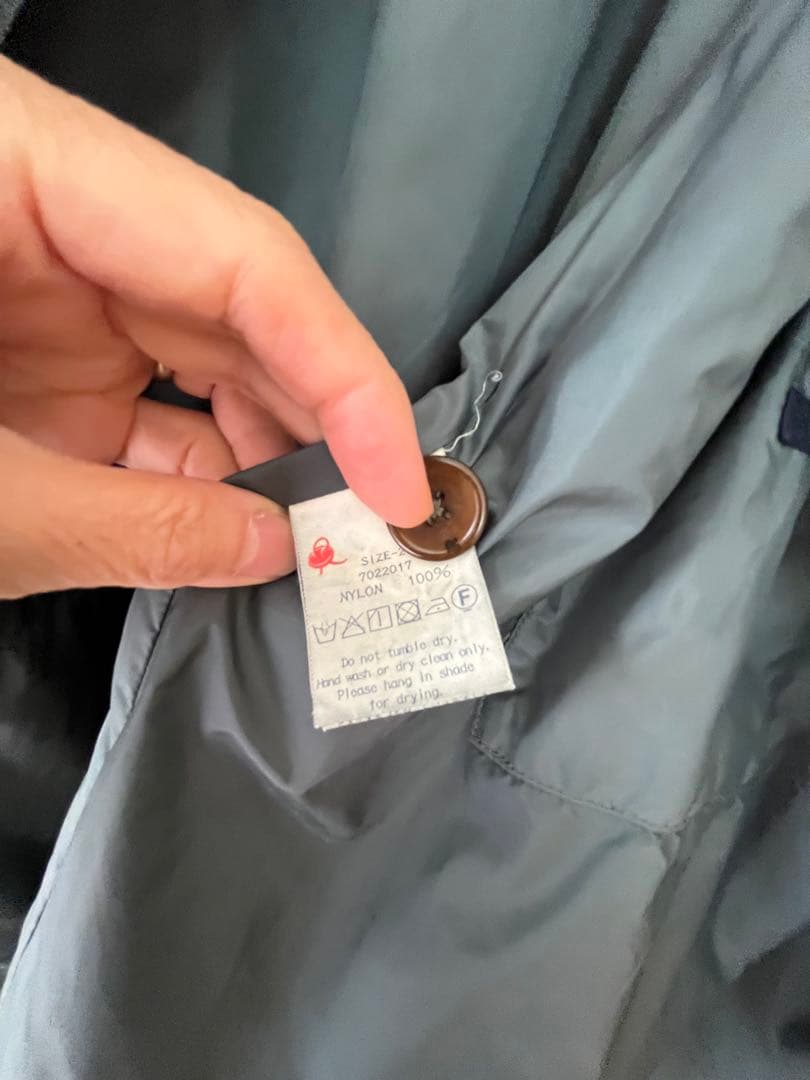 SIZE-2
7022017
NYLON 100%
F
Do not tumble dry.
Hand wash or dry clean only.
Please hang in shade
for drying.